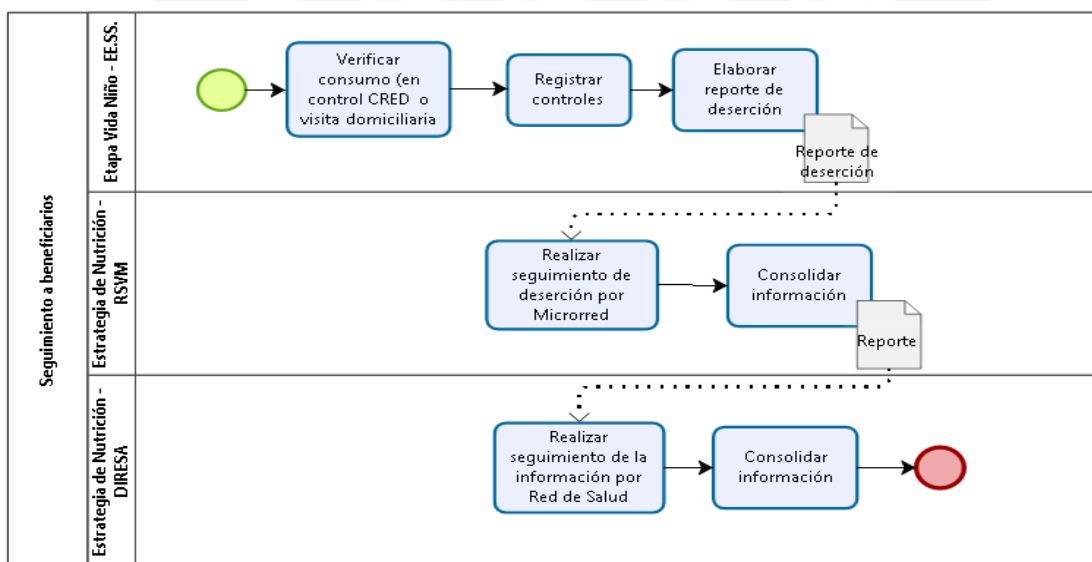 Seguimiento a beneficiarios
Etapa Vida Niño - EE.SS.
Verificar
consumo (en
control CRED o
visita domiciliaria
Registrar
controles
Elaborar
reporte de
deserción
Reporte de
deserción
Estrategia de Nutrición -
RSVM
Realizar
seguimiento de
deserción por
Microrred
Consolidar
información
Reporte
Estrategia de Nutrición -
DIRESA
Realizar
seguimiento de la
información por
Red de Salud
Consolidar
información